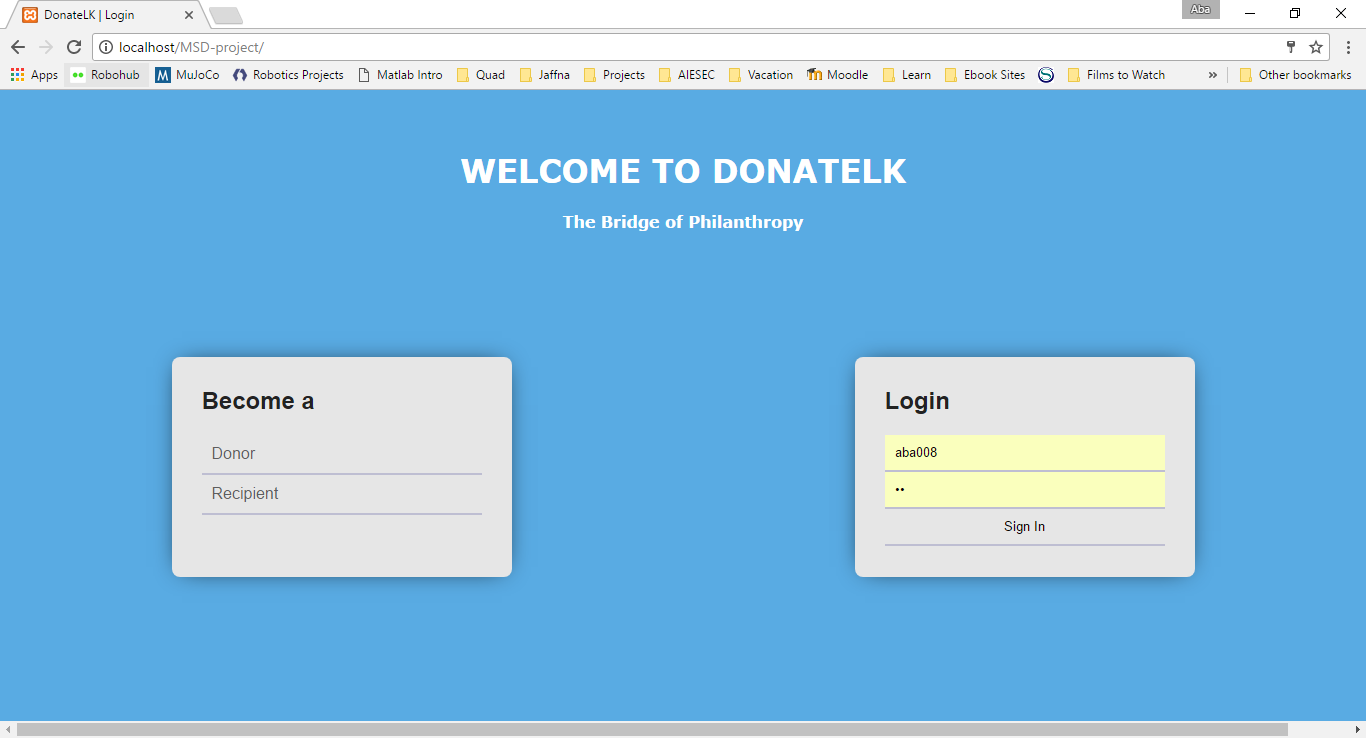 DonateLK | Login
Aba
localhost/MSD-project/
Apps Robohub MuJoCo Robotics Projects Matlab Intro Quad Jaffna Projects AIESEC Vacation Moodle Learn Ebook Sites Films to Watch » Other bookmarks
WELCOME TO DONATELK
The Bridge of Philanthropy
Become a
Donor
Recipient
Login
aba008
••
Sign In